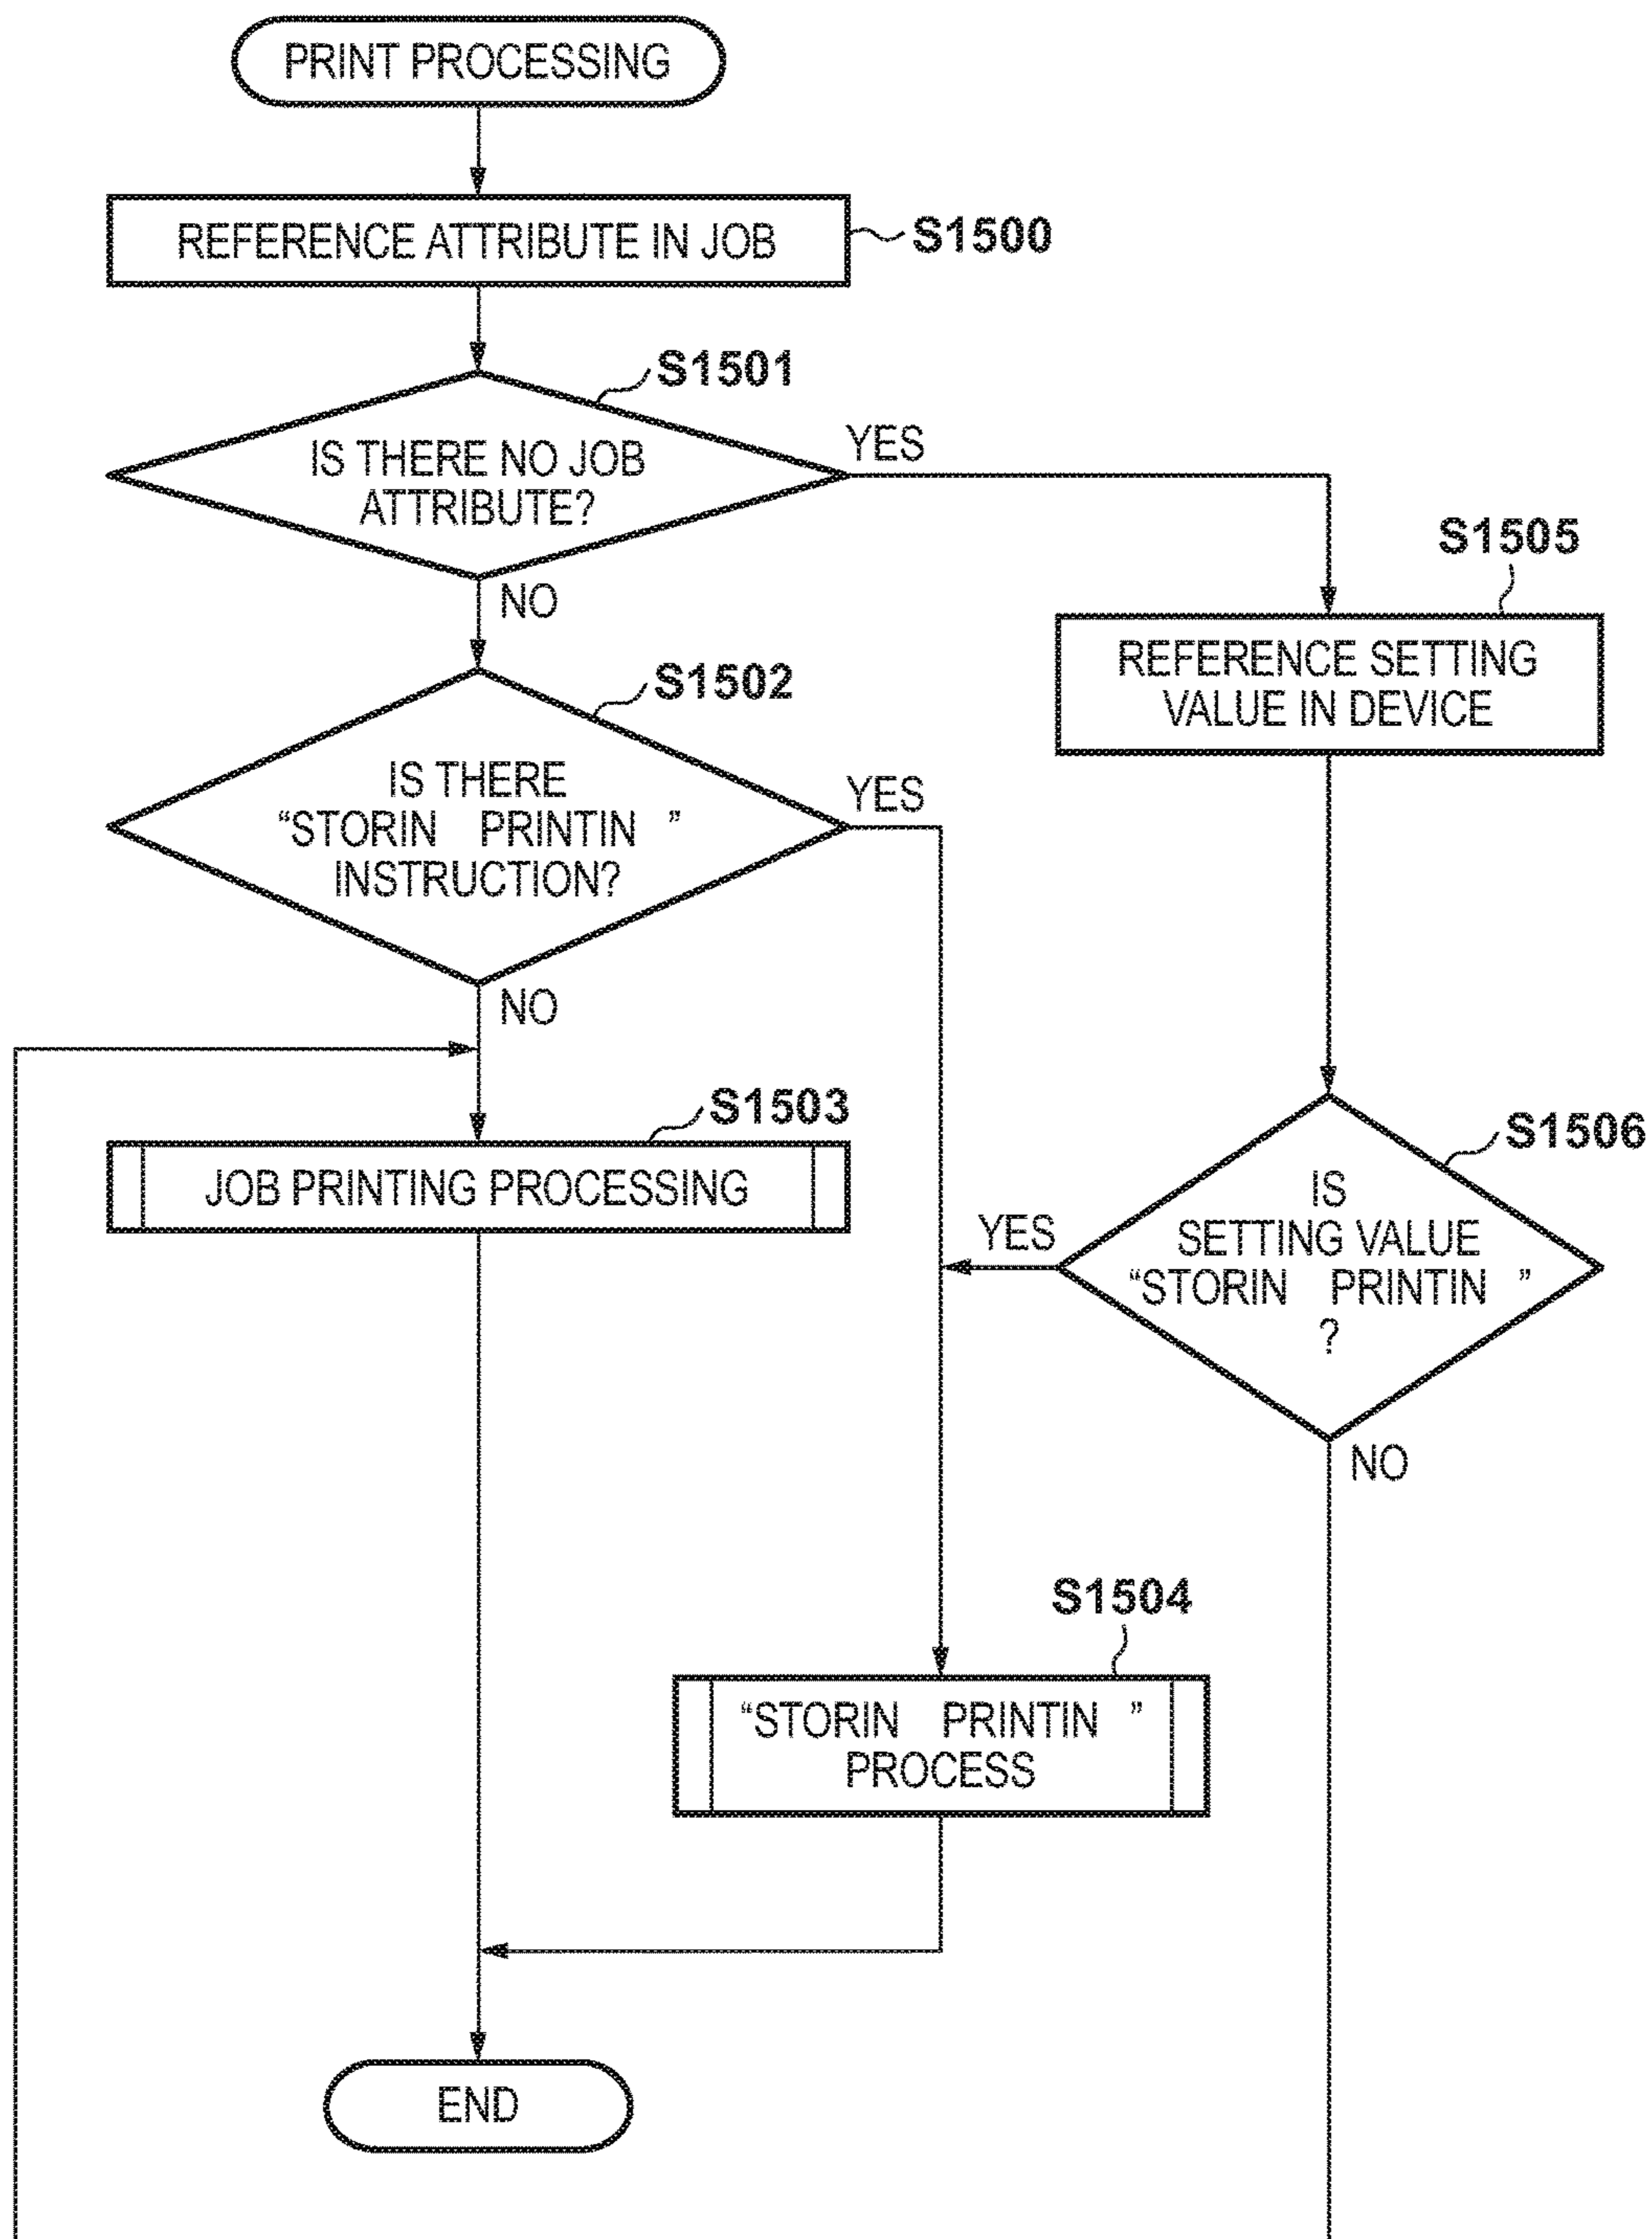 PRINT PROCESSING
REFERENCE ATTRIBUTE IN JOB
S1500
S1501
IS THERE NO JOB
ATTRIBUTE?
YES
NO
S1505
REFERENCE SETTING
VALUE IN DEVICE
S1502
IS THERE
“STORIN PRINTIN ”
INSTRUCTION?
YES
NO
S1503
JOB PRINTING PROCESSING
S1506
IS
SETTING VALUE
“STORIN PRINTIN ”
?
YES
NO
S1504
“STORIN PRINTIN ”
PROCESS
END